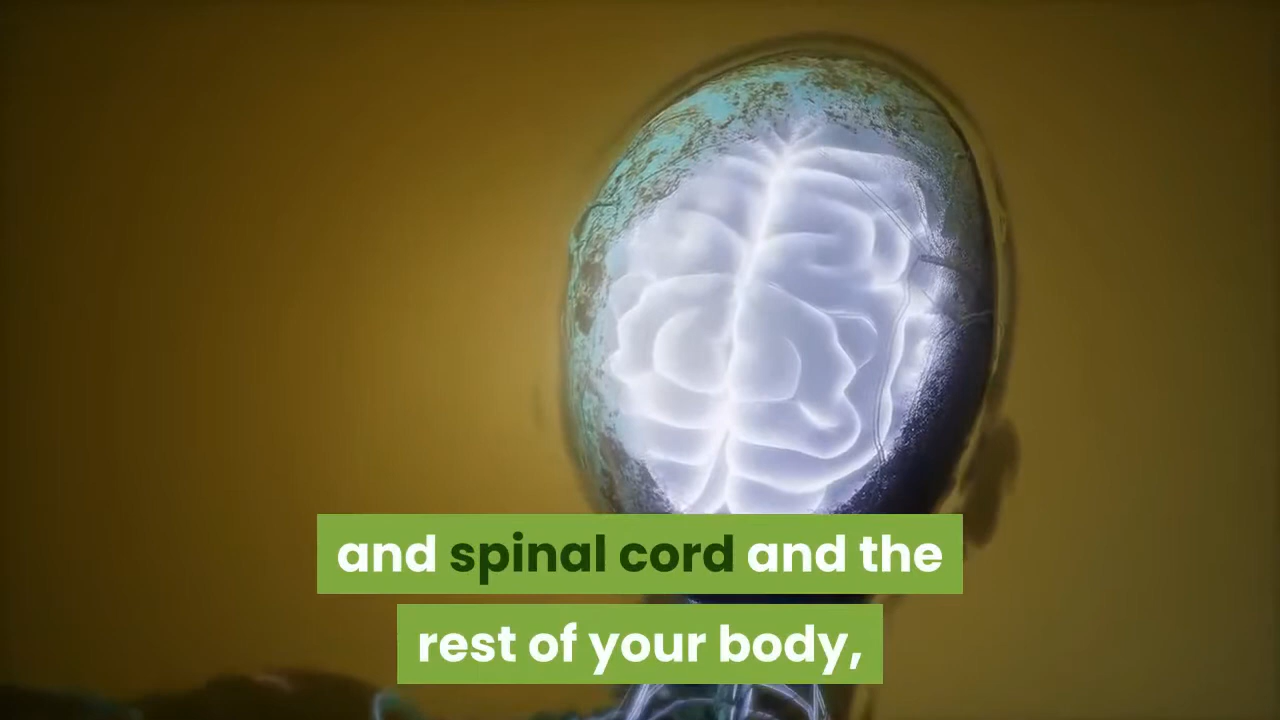 and spinal cord and the
rest of your body,